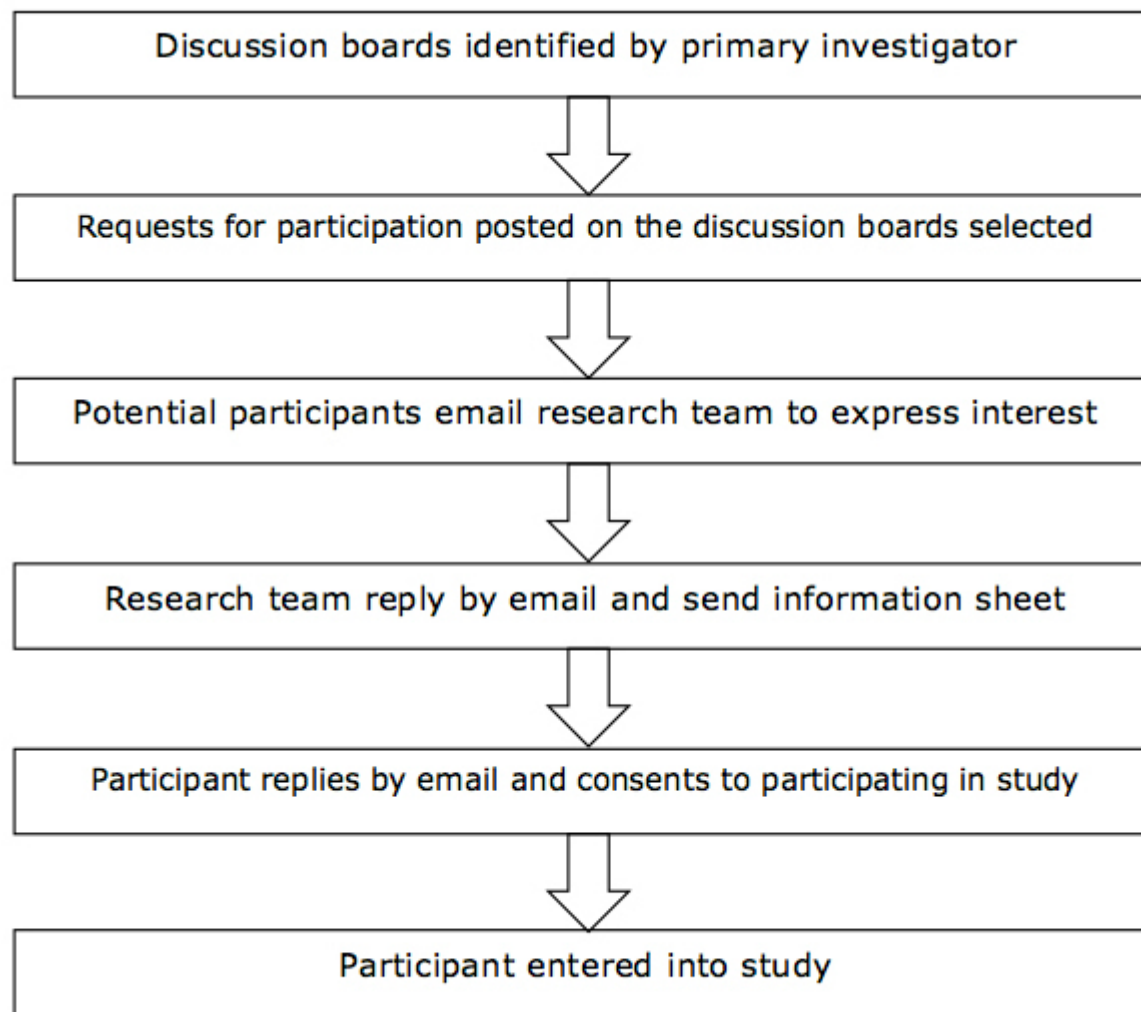 Discussion boards identified by primary investigator
Requests for participation posted on the discussion boards selected
Potential participants email research team to express interest
Research team reply by email and send information sheet
Participant replies by email and consents to participating in study
Participant entered into study